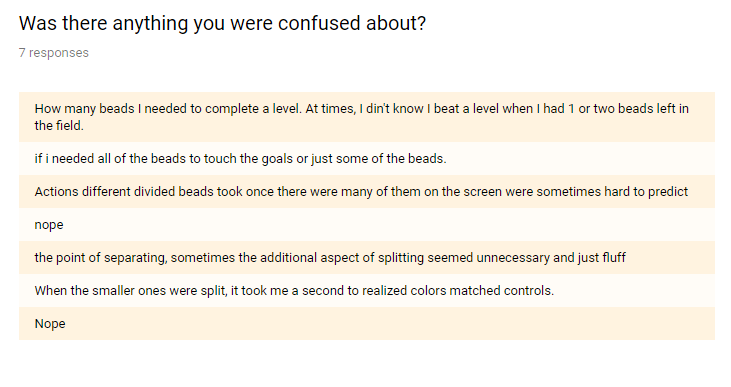 Was there anything you were confused about?
7 responses
How many beads I needed to complete a level. At times, I din't know I beat a level when I had 1 or two beads left in
the field.
if i needed all of the beads to touch the goals or just some of the beads.
Actions different divided beads took once there were many of them on the screen were sometimes hard to predict
nope
the point of separating, sometimes the additional aspect of splitting seemed unnecessary and just fluff
When the smaller ones were split, it took me a second to realized colors matched controls.
Nope